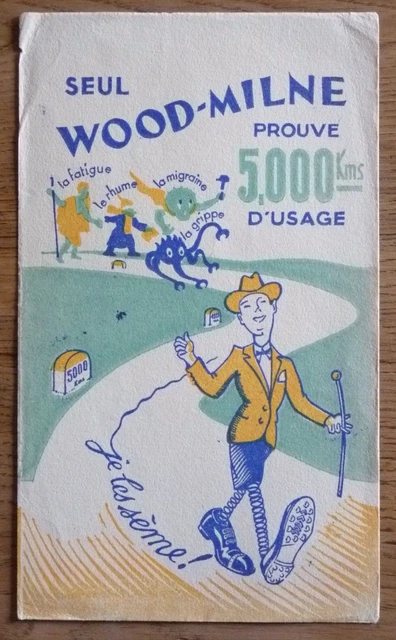 SEUL
WOOD-MILNE
PROUVE
5.000 Kms
D'USAGE
la fatigue
le rhume
la migraine
la grippe
5000
Kms
je les sème!